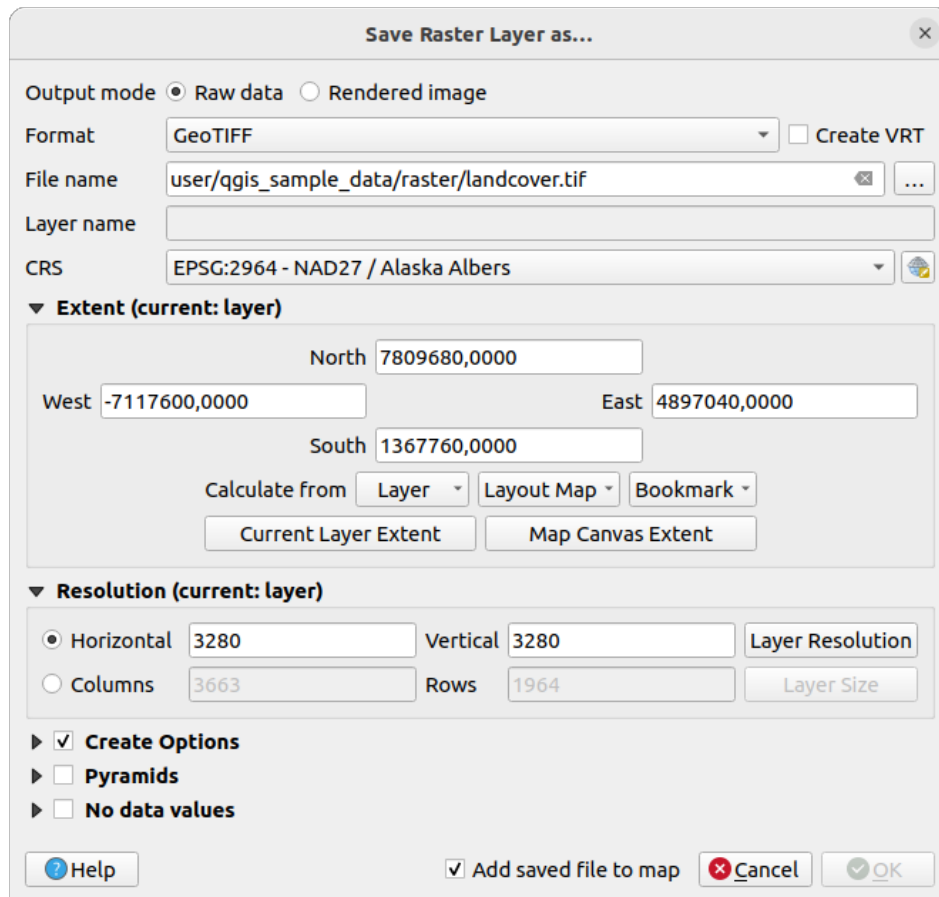 Save Raster Layer as…
Output mode Raw data Rendered image
Format GeoTIFF Create VRT
File name user/qgis_sample_data/raster/landcover.tif …
Layer name
CRS EPSG:2964 - NAD27 / Alaska Albers
Extent (current: layer)
North 7809680,0000
West -7117600,0000 East 4897040,0000
South 1367760,0000
Calculate from Layer Layout Map Bookmark
Current Layer Extent Map Canvas Extent
Resolution (current: layer)
Horizontal 3280 Vertical 3280 Layer Resolution
Columns 3663 Rows 1964 Layer Size
Create Options
Pyramids
No data values
Help Add saved file to map Cancel OK